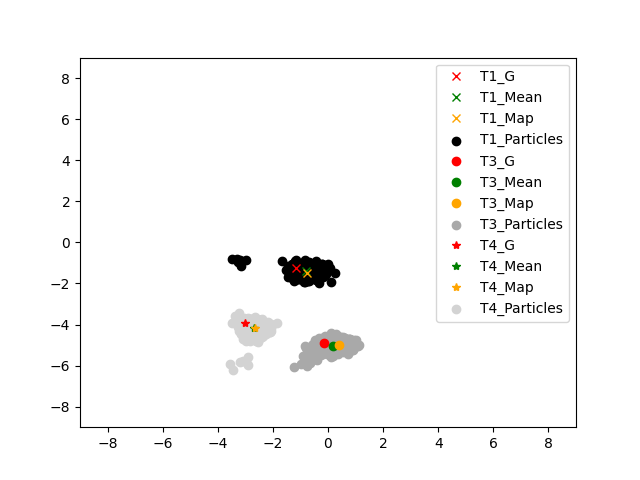 8
6
4
2
0
−2
−4
−6
−8
−8
−6
−4
−2
0
2
4
6
8
T1_G
T1_Mean
T1_Map
T1_Particles
T3_G
T3_Mean
T3_Map
T3_Particles
T4_G
T4_Mean
T4_Map
T4_Particles